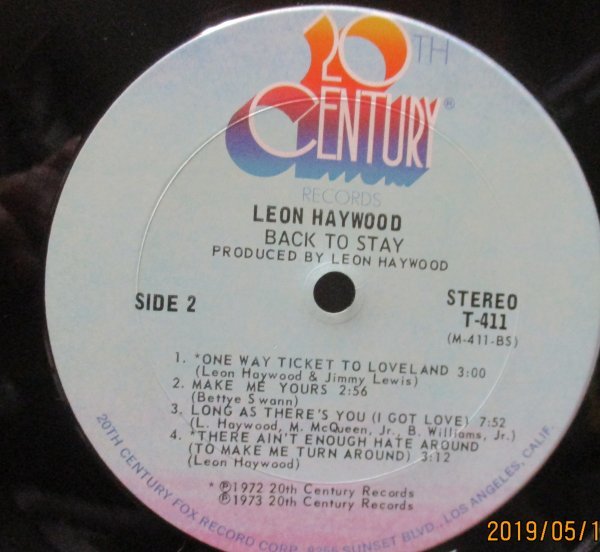 20TH
CENTURY®
RECORDS
LEON HAYWOOD
BACK TO STAY
PRODUCED BY LEON HAYWOOD
SIDE 2
STEREO
T-411
(M-411-BS)
1. *ONE WAY TICKET TO LOVELAND 3:00
(Leon Haywood & Jimmy Lewis)
2. MAKE ME YOURS 2:56
(Bettye Swann)
3. LONG AS THERE'S YOU (I GOT LOVE) 7:52
(L. Haywood, M. McQueen, Jr., B. Williams, Jr.)
4. *THERE AIN'T ENOUGH HATE AROUND
(TO MAKE ME TURN AROUND) 3:12
(Leon Haywood)
* ℗1972 20th Century Records
℗1973 20th Century Records
20TH CENTURY FOX RECORD CORP. 8255 SUNSET BLVD., LOS ANGELES, CALIF.
2019/05/1